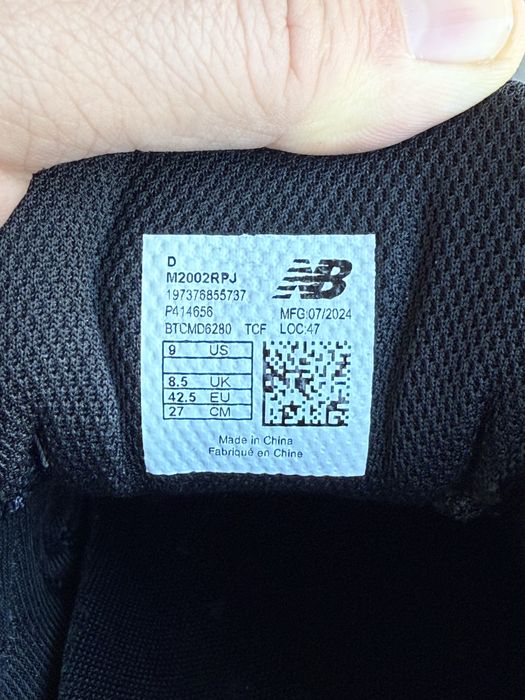 D
M2002RPJ
NB
197376855737
P414656 MFG:07/2024
BTCMD6280 TCF LOC:47
9 US
8.5 UK
42.5 EU
27 CM
Made in China
Fabriqué en Chine